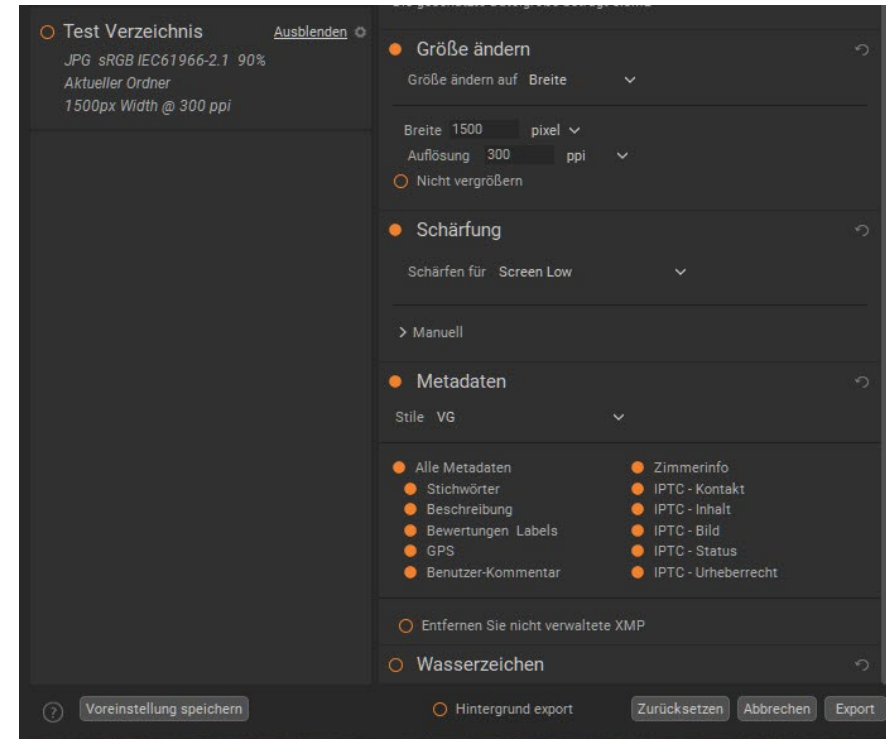 Test Verzeichnis
Ausblenden
JPG sRGB IEC61966-2.1 90%
Aktueller Ordner
1500px Width @ 300 ppi
Größe ändern
Größe ändern auf Breite
Breite 1500 pixel
Auflösung 300 ppi
Nicht vergrößern
Schärfung
Schärfen für Screen Low
Manuell
Metadaten
Stile VG
Alle Metadaten
Stichwörter
Beschreibung
Bewertungen Labels
GPS
Benutzer-Kommentar
Zimmerinfo
IPTC - Kontakt
IPTC - Inhalt
IPTC - Bild
IPTC - Status
IPTC - Urheberrecht
Entfernen Sie nicht verwaltete XMP
Wasserzeichen
?
Voreinstellung speichern
Hintergrund export
Zurücksetzen
Abbrechen
Export